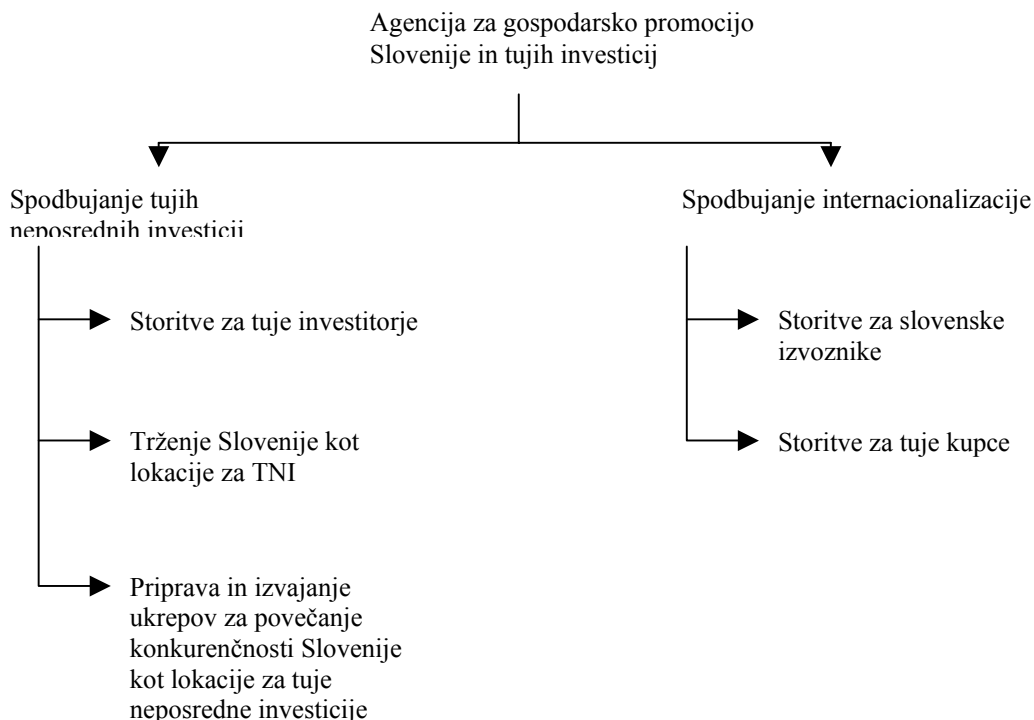 Agencija za gospodarsko promocijo
Slovenije in tujih investicij
Spodbujanje tujih
neposrednih investicij
Spodbujanje internacionalizacije
Storitve za tuje investitorje
Trženje Slovenije kot
lokacije za TNI
Priprava in izvajanje
ukrepov za povečanje
konkurenčnosti Slovenije
kot lokacije za tuje
neposredne investicije
Storitve za slovenske
izvoznike
Storitve za tuje kupce